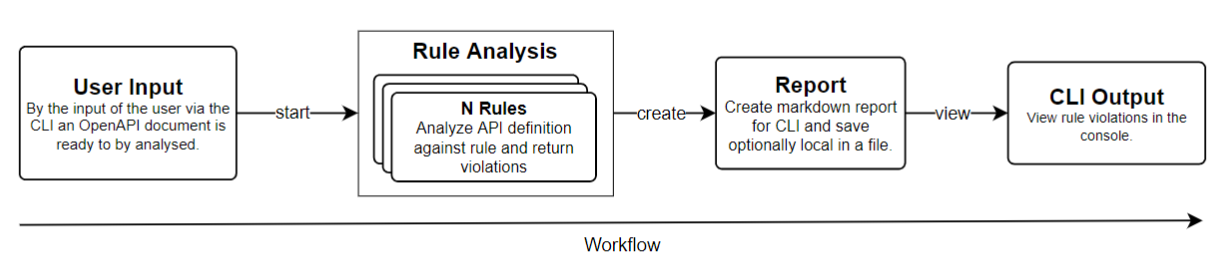 User Input
By the input of the user via the
CLI an OpenAPI document is
ready to by analysed.
start
Rule Analysis
N Rules
Analyze API definition
against rule and return
violations
create
Report
Create markdown report
for CLI and save
optionally local in a file.
view
CLI Output
View rule violations in the
console.
Workflow